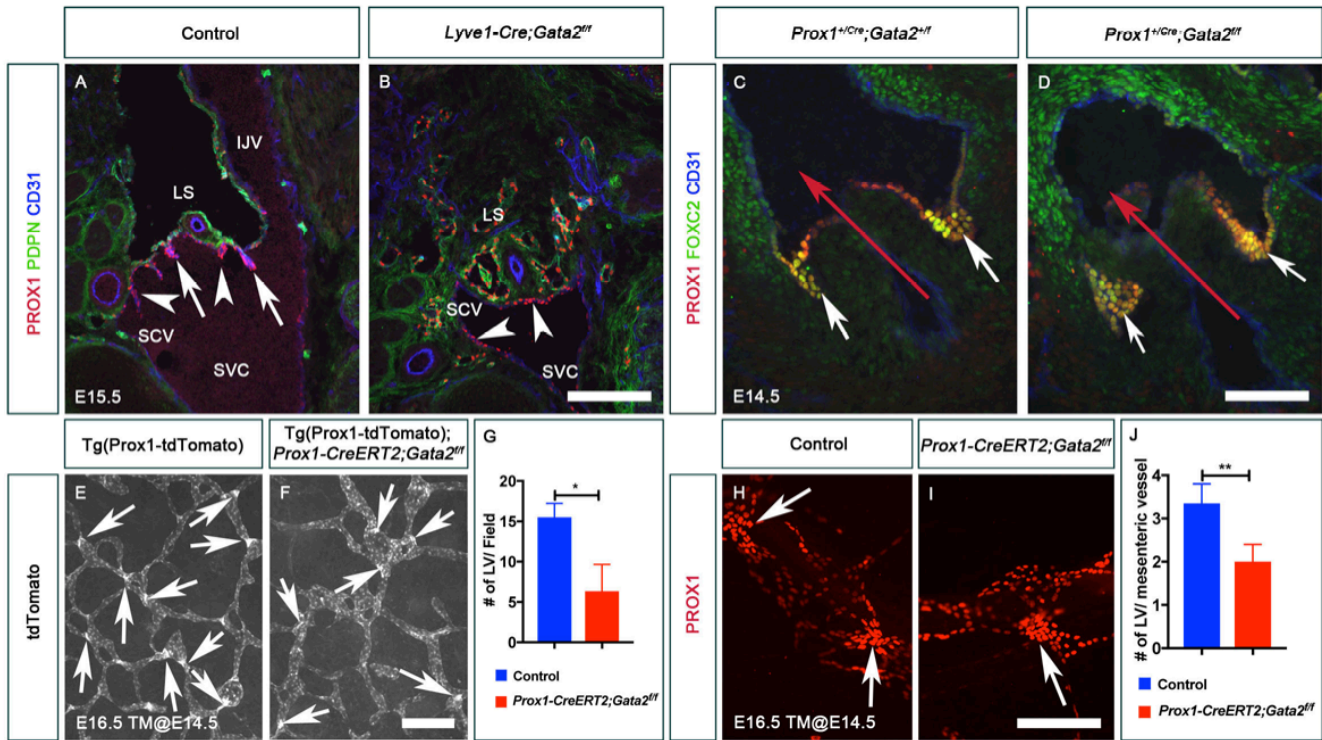 Control
Lyve1-Cre;Gata2f/f
Prox1+/Cre;Gata2+/f
Prox1+/Cre;Gata2f/f
PROX1 PDPN CD31
A
IJV
LS
SCV
SVC
E15.5
B
LS
SCV
SVC
PROX1 FOXC2 CD31
C
E14.5
D
Tg(Prox1-tdTomato)
Tg(Prox1-tdTomato);
Prox1-CreERT2;Gata2f/f
tdTomato
E
E16.5 TM@E14.5
F
G
# of LV/ Field
20
15
10
5
0
*
Control
Prox1-CreERT2;Gata2f/f
Control
Prox1-CreERT2;Gata2f/f
PROX1
H
E16.5 TM@E14.5
I
J
# of LV/ mesenteric vessel
4
3
2
1
0
**
Control
Prox1-CreERT2;Gata2f/f